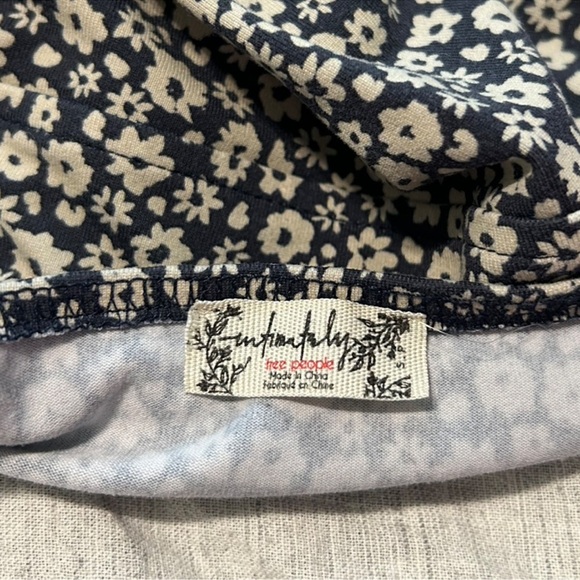 intimately
free people
Made in China
Fabriqué en Chine